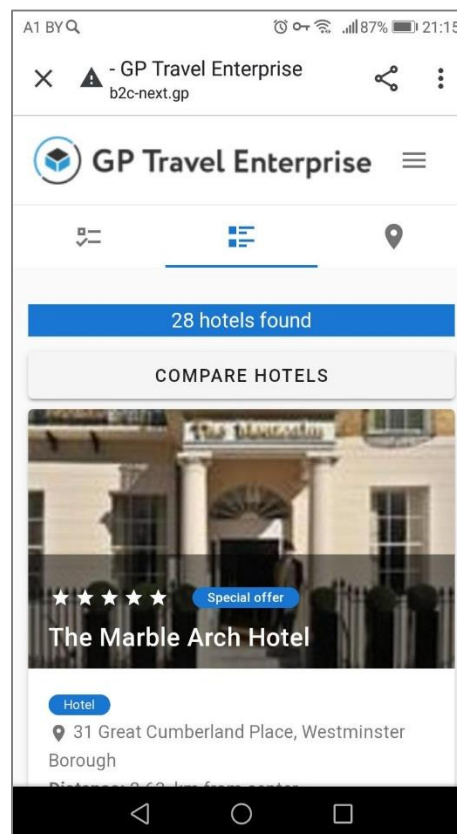 A1 BY 87% 21:15
- GP Travel Enterprise
b2c-next.gp
GP Travel Enterprise
28 hotels found
COMPARE HOTELS
Special offer
The Marble Arch Hotel
Hotel
31 Great Cumberland Place, Westminster
Borough